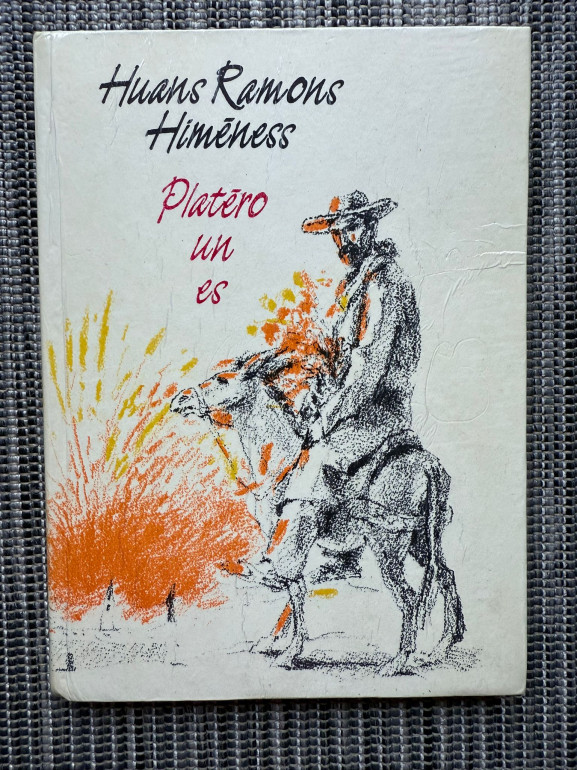 Huans Ramons
Himēness
Platēro
un
es